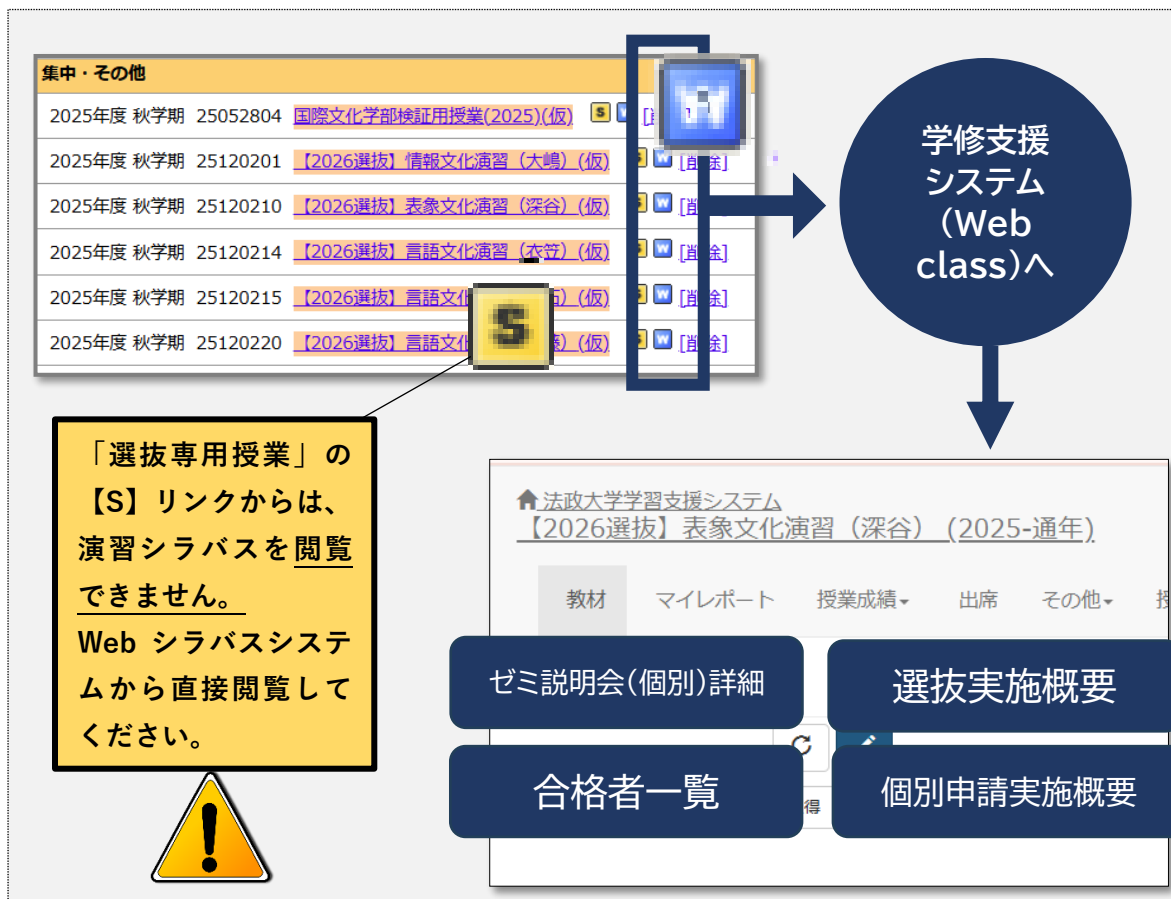 集中・その他
2025年度 秋学期 25052804 国際文化学部検証用授業(2025)(仮) S W
W
2025年度 秋学期 25120201 【2026選抜】情報文化演習（大嶋）(仮) W [削除]
2025年度 秋学期 25120210 【2026選抜】表象文化演習（深谷）(仮) W [削除]
2025年度 秋学期 25120214 【2026選抜】言語文化演習（衣笠）(仮) W [削除]
2025年度 秋学期 25120215 【2026選抜】言語文 (仮) W [削除]
2025年度 秋学期 25120220 【2026選抜】言語文 (仮) W [削除]
S
学修支援
システム
（Web
class）へ
「選抜専用授業」の
【S】リンクからは、
演習シラバスを閲覧
できません。
Web シラバスシステ
ムから直接閲覧して
ください。
法政大学学習支援システム
【2026選抜】表象文化演習（深谷） (2025-通年)
教材 マイレポート 授業成績 出席 その他
ゼミ説明会（個別）詳細 選抜実施概要
合格者一覧 得 個別申請実施概要